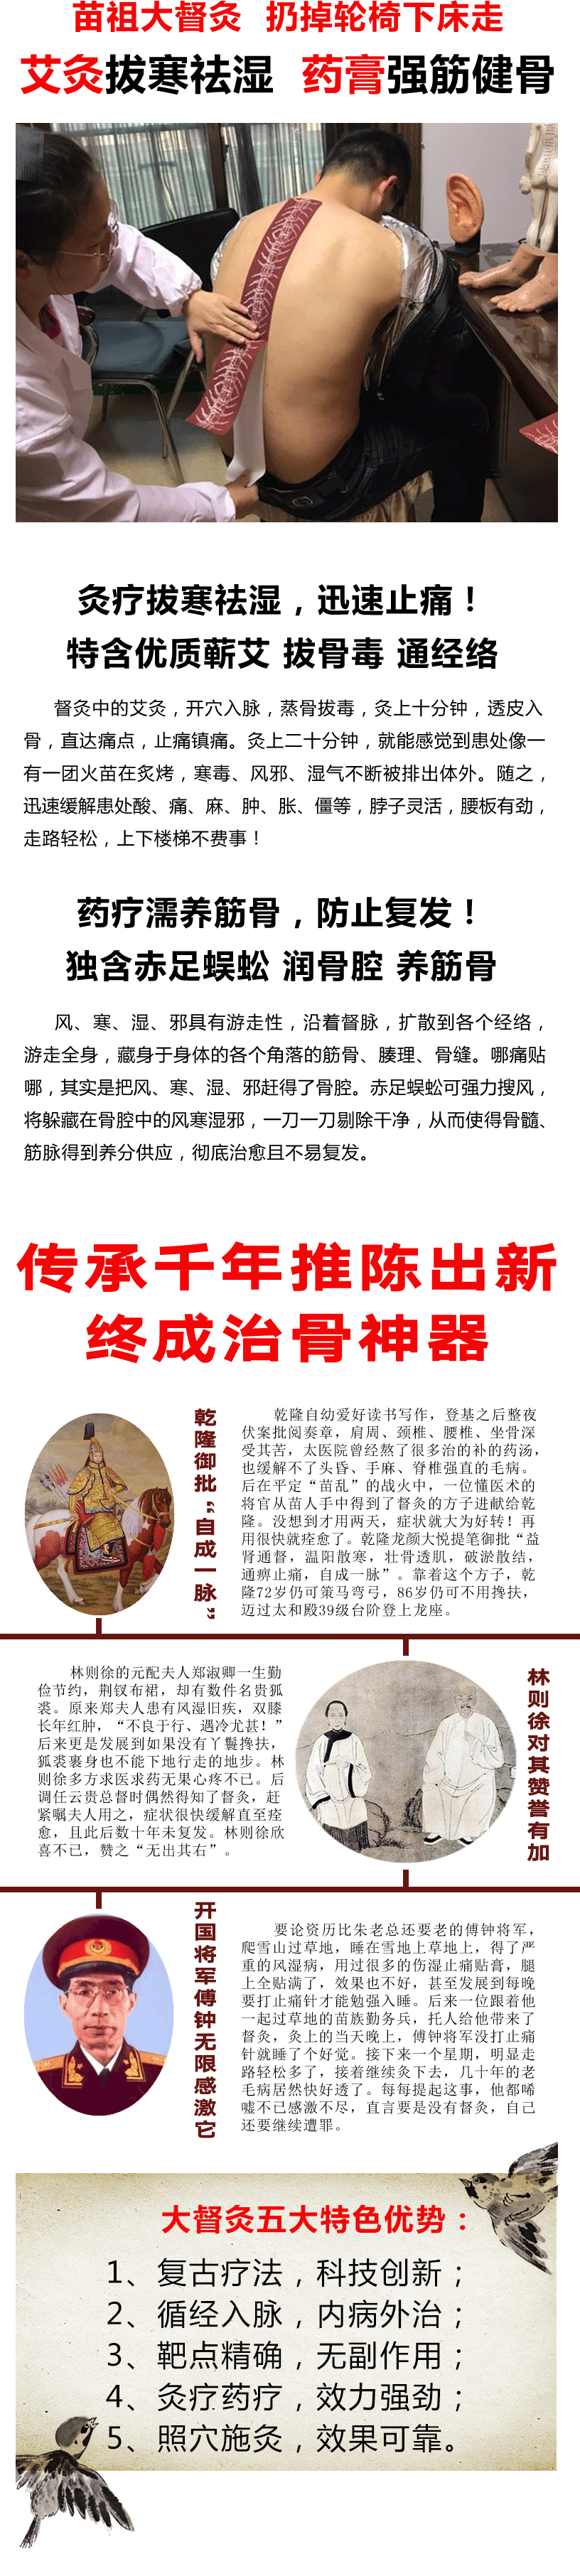 苗祖大督灸 扔掉轮椅下床走
艾灸拔寒祛湿 药膏强筋健骨
灸疗拔寒祛湿，迅速止痛！
特含优质蕲艾 拔骨毒 通经络
督灸中的艾灸，开穴入脉，蒸骨拔毒，灸上十分钟，透皮入
骨，直达痛点，止痛镇痛。灸上二十分钟，就能感觉到患处像一
有一团火苗在炙烤，寒毒、风邪、湿气不断被排出体外。随之，
迅速缓解患处酸、痛、麻、肿、胀、僵等，脖子灵活，腰板有劲，
走路轻松，上下楼梯不费事！
药疗濡养筋骨，防止复发！
独含赤足蜈蚣 润骨腔 养筋骨
风、寒、湿、邪具有游走性，沿着督脉，扩散到各个经络，
游走全身，藏身于身体的各个角落的筋骨、腠理、骨缝。哪痛贴
哪，其实是把风、寒、湿、邪赶得了骨腔。赤足蜈蚣可强力搜风，
将躲藏在骨腔中的风寒湿邪，一刀一刀剔除干净，从而使得骨髓、
筋脉得到养分供应，彻底治愈且不易复发。
传承千年推陈出新
终成治骨神器
乾隆御批“自成一脉”
乾隆自幼爱好读书写作，登基之后整夜
伏案批阅奏章，肩周、颈椎、腰椎、坐骨深
受其苦，太医院曾经熬了很多治的补的药汤，
也缓解不了头昏、手麻、脊椎强直的毛病。
后在平定“苗乱”的战火中，一位懂医术的
将官从苗人手中得到了督灸的方子进献给乾
隆。没想到才用两天，症状就大为好转！再
用很快就痊愈了。乾隆龙颜大悦提笔御批“益
肾通督，温阳散寒，壮骨透肌，破淤散结，
通痹止痛，自成一脉”。靠着这个方子，乾
隆72岁仍可策马弯弓，86岁仍可不用搀扶，
迈过太和殿39级台阶登上龙座。
林则徐的元配夫人郑淑卿一生勤
俭节约，荆钗布裙，却有数件名贵狐
裘。原来郑夫人患有风湿旧疾，双膝
长年红肿，“不良于行、遇冷尤甚！”
后来更是发展到如果没有丫鬟搀扶，
狐裘裹身也不能下地行走的地步。林
则徐多方求医求药无果心疼不已。后
调任云贵总督时偶然得知了督灸，赶
紧嘱夫人用之，症状很快缓解直至痊
愈，且此后数十年未复发。林则徐欣
喜不已，赞之“无出其右”。
林则徐对其赞誉有加
开国将军傅钟无限感激它
要论资历比朱老总还要老的傅钟将军，
爬雪山过草地，睡在雪地上草地上，得了严
重的风湿病，用过很多的伤湿止痛贴膏，腿
上全贴满了，效果也不好，甚至发展到每晚
要打止痛针才能勉强入睡。后来一位跟着他
一起过草地的苗族勤务兵，托人给他带来了
督灸，灸上的当天晚上，傅钟将军没打止痛
针就睡了个好觉。接下来一个星期，明显走
路轻松多了，接着继续灸下去，几十年的老
毛病居然快好透了。每每提起这事，他都唏
嘘不已感激不尽，直言要是没有督灸，自己
还要继续遭罪。
大督灸五大特色优势：
1、复古疗法，科技创新；
2、循经入脉，内病外治；
3、靶点精确，无副作用；
4、灸疗药疗，效力强劲；
5、照穴施灸，效果可靠。